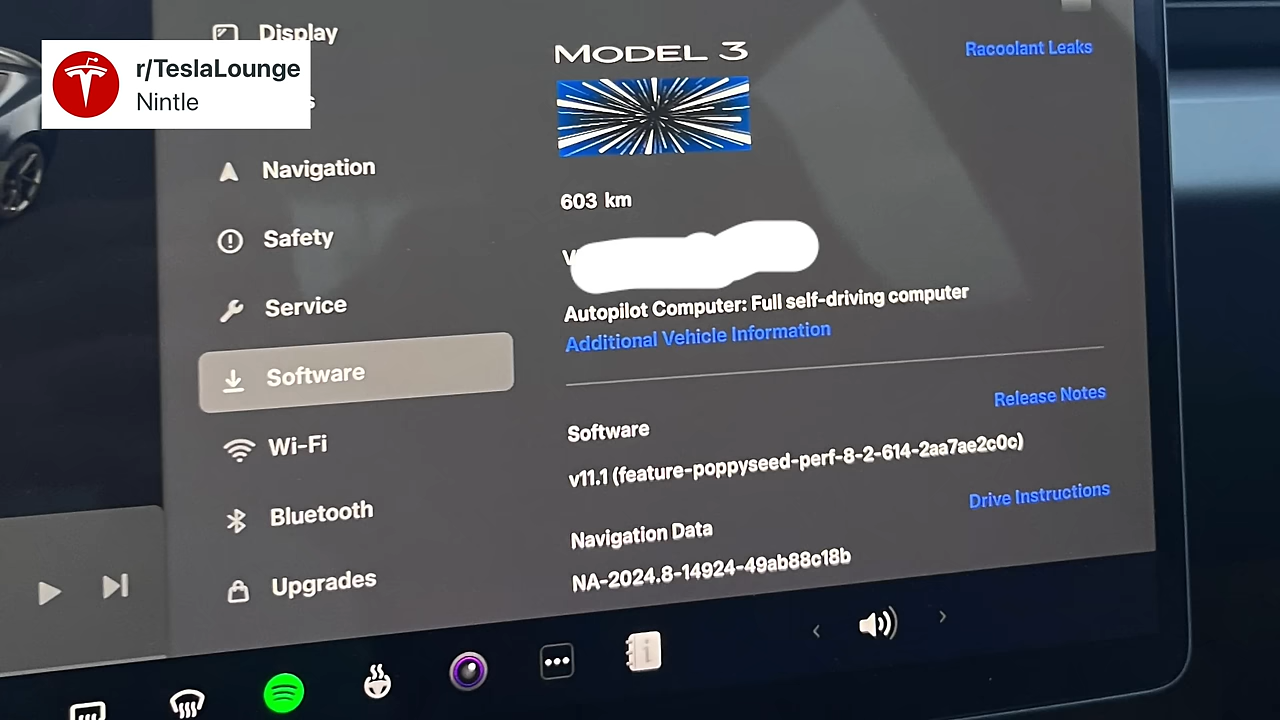 Display
r/TeslaLounge
Nintle
s
Navigation
Safety
Service
Software
Wi-Fi
Bluetooth
Upgrades
MODEL 3
Racoolant Leaks
603 km
V
Autopilot Computer: Full self-driving computer
Additional Vehicle Information
Release Notes
Software
v11.1 (feature-poppyseed-perf-8-2-614-2aa7ae2c0c)
Drive Instructions
Navigation Data
NA-2024.8-14924-49ab88c18b